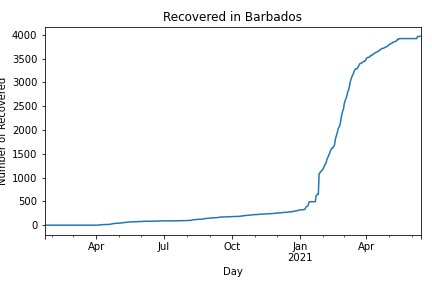 Recovered in Barbados
Number of Recovered
4000
3500
3000
2500
2000
1500
1000
500
0
Apr
Jul
Oct
Jan
2021
Apr
Day